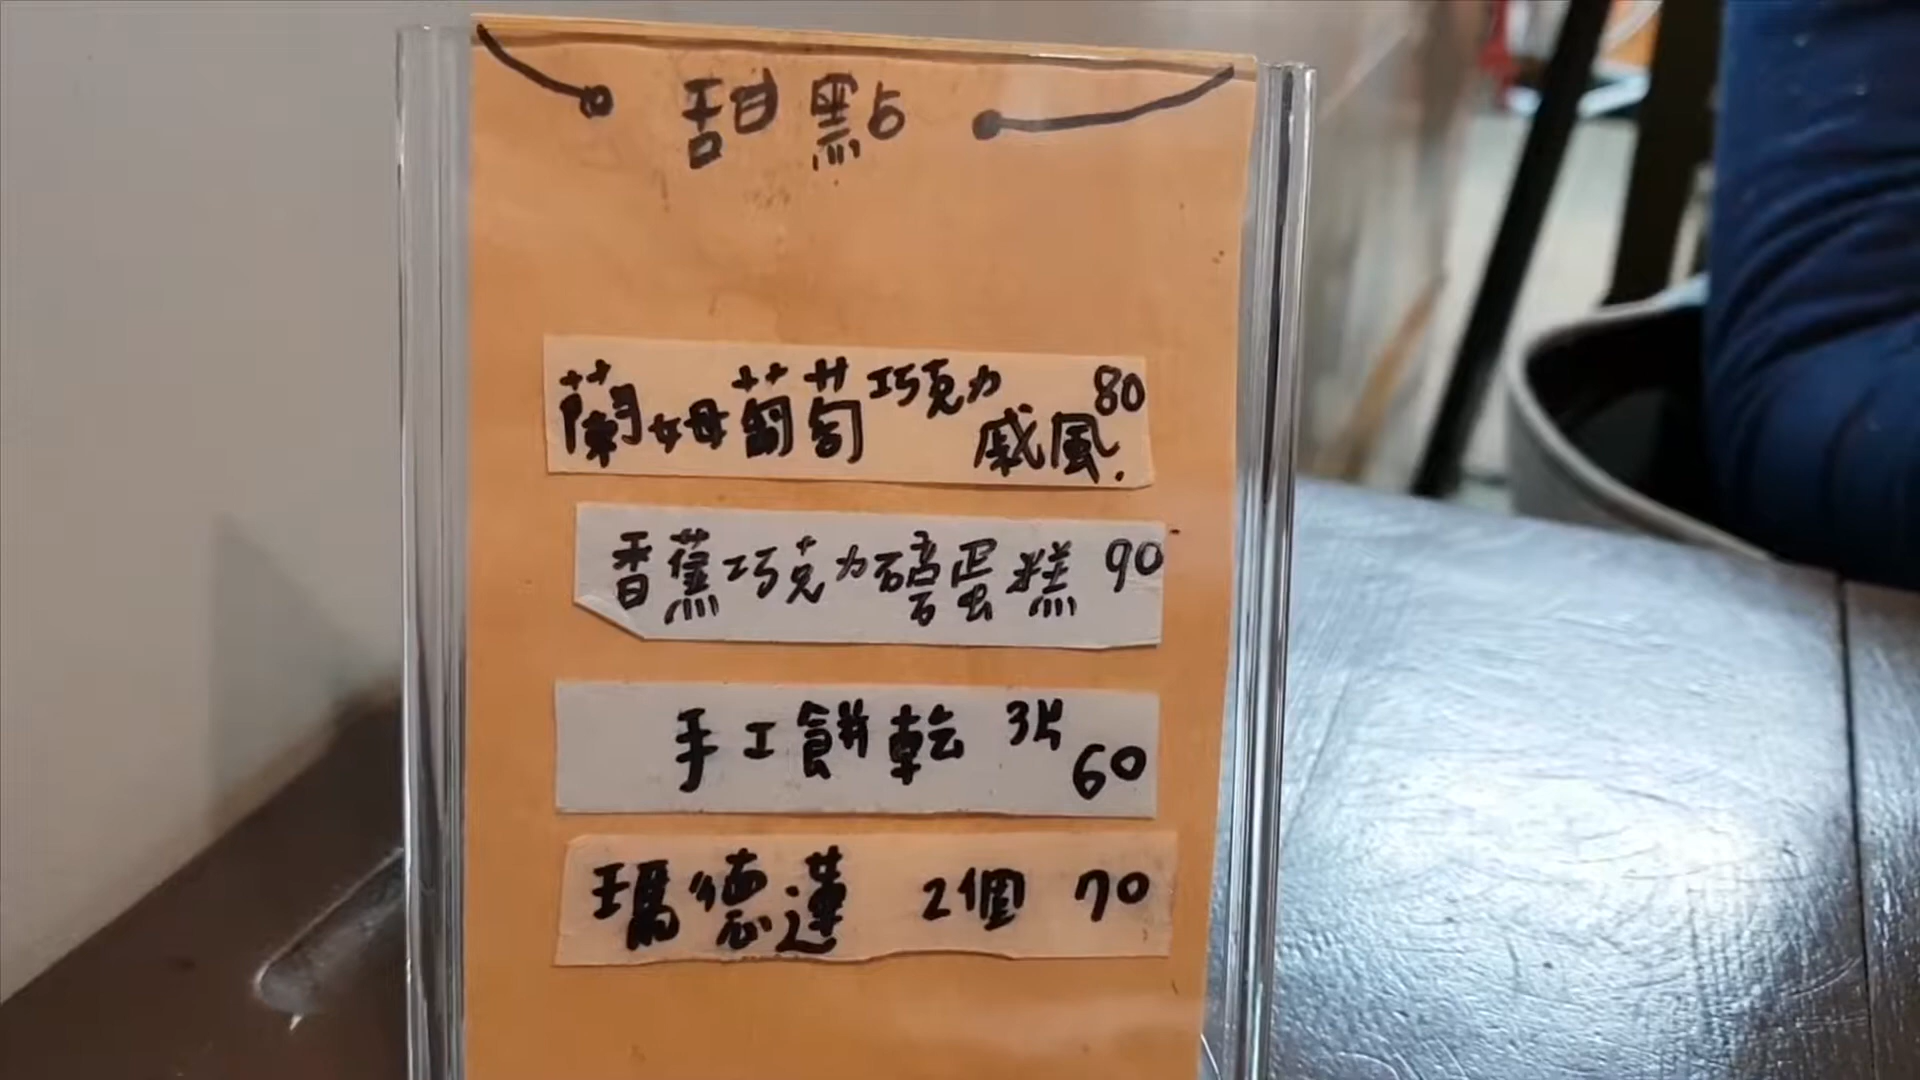 甜點
蘭姆葡萄巧克力戚風 80
香蕉巧克力磅蛋糕 90
手工餅乾 3片 60
瑪德蓮 2個 70